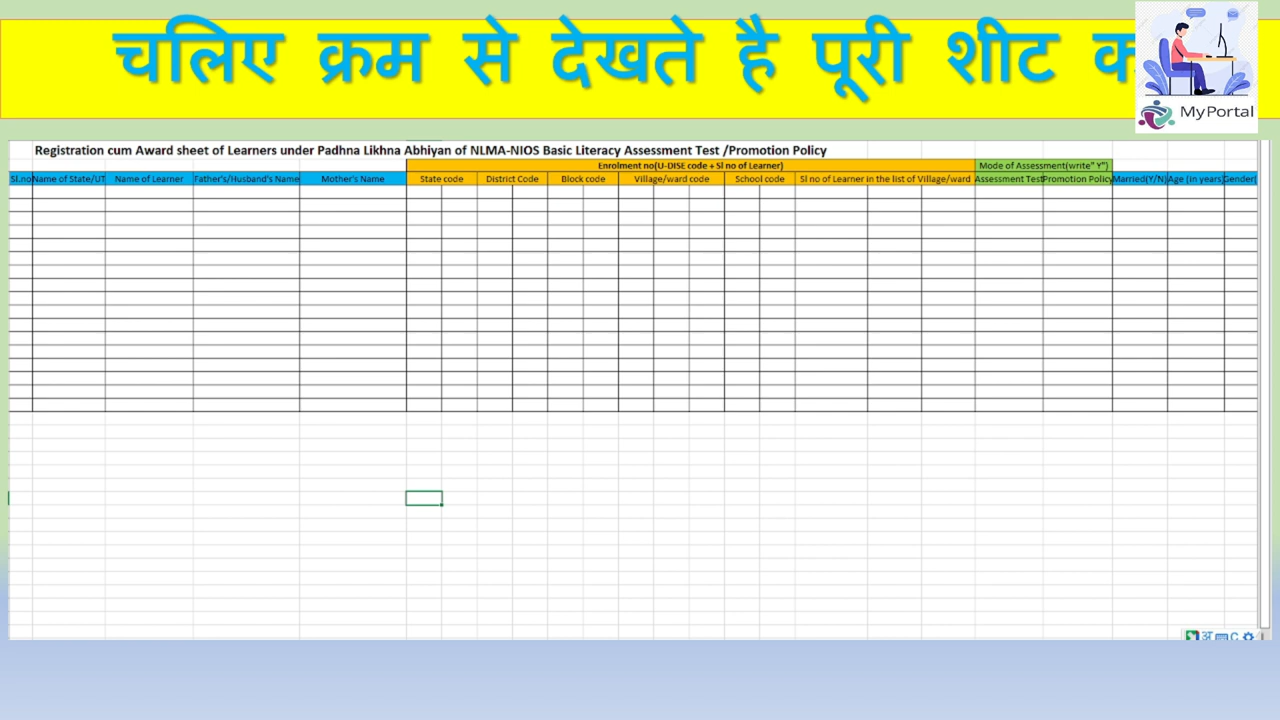 चलिए क्रम से देखते है पूरी शीट
MyPortal
Registration cum Award sheet of Learners under Padhna Likhna Abhiyan of NLMA-NIOS Basic Literacy Assessment Test /Promotion Policy
Enrolment no(U-DISE code + Sl no of Learner) Mode of Assessment(write" Y")
Sl.no Name of State/UT Name of Learner Father's/Husband's Name Mother's Name State code District Code Block code Village/ward code School code Sl no of Learner in the list of Village/ward Assessment Test Promotion Policy Married(Y/N) Age (In years) Gender(